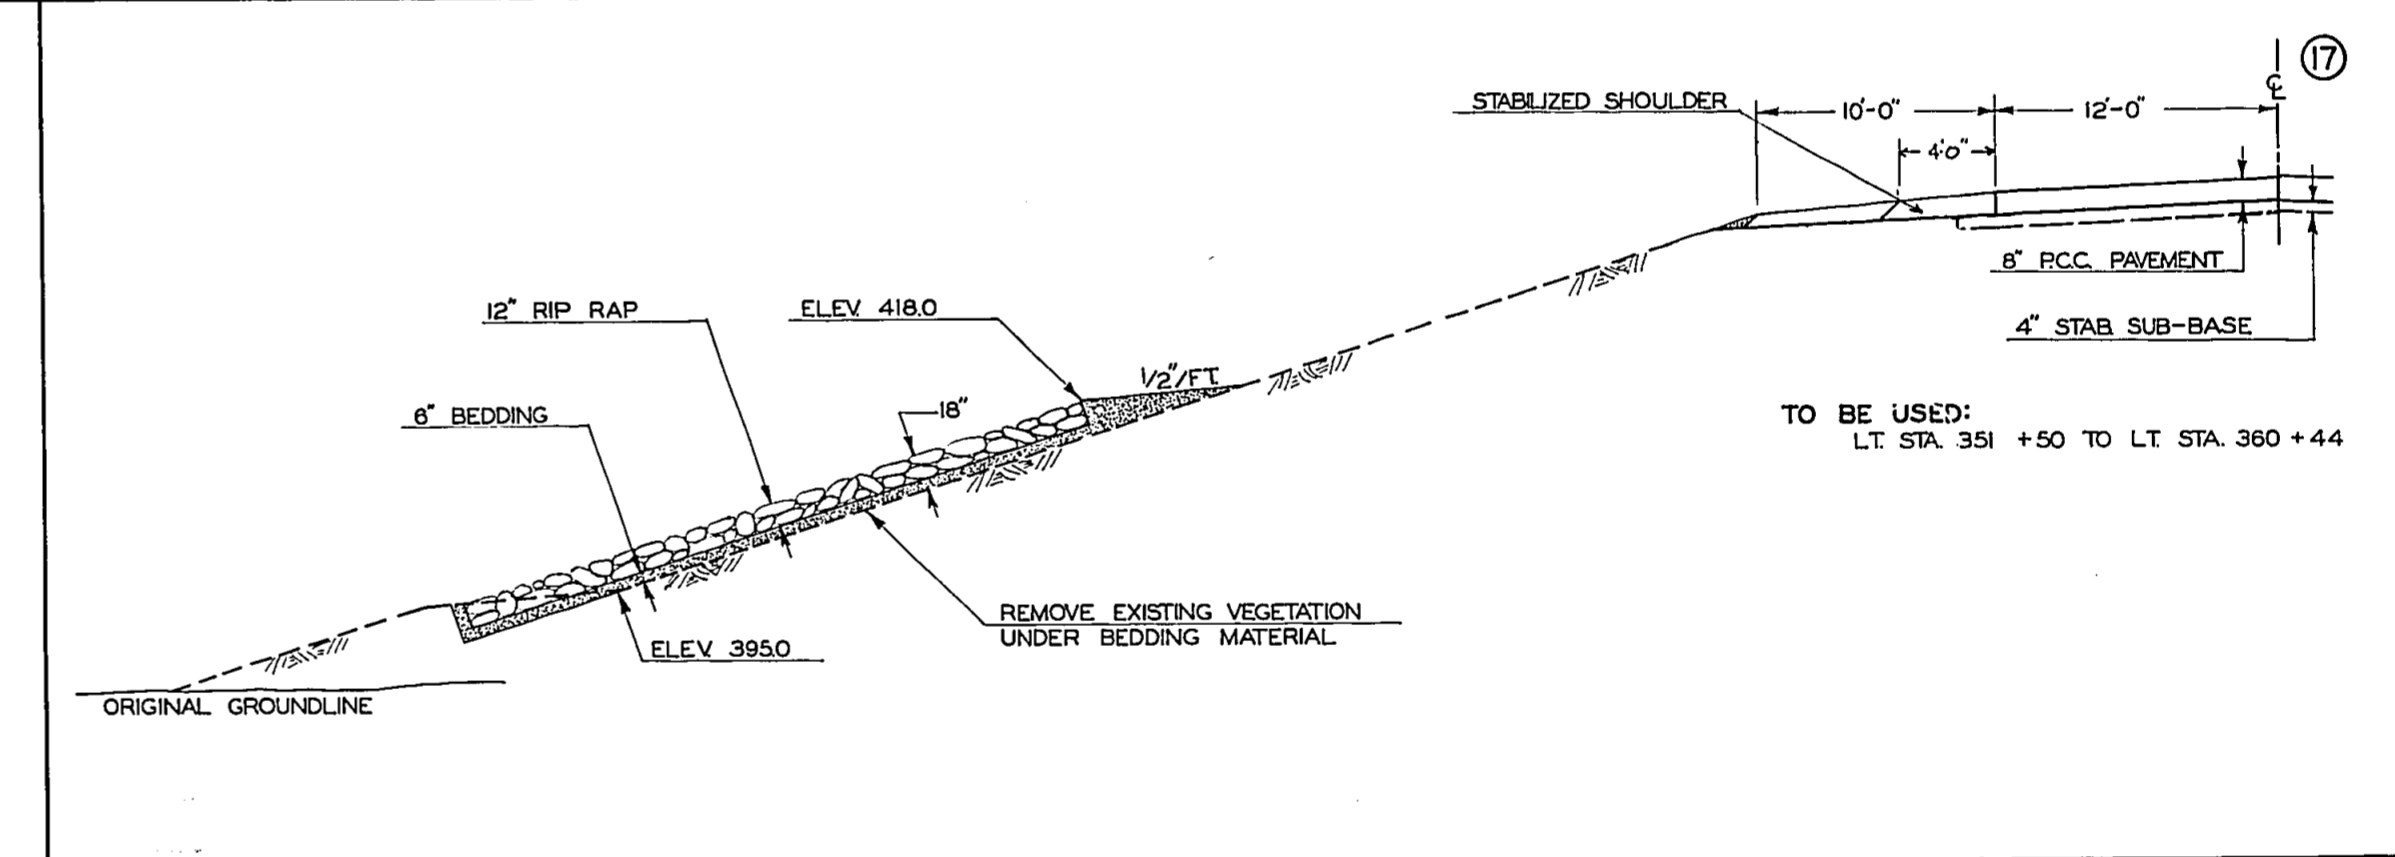 17
℄
STABILIZED SHOULDER
10'-0"
12'-0"
4'0"
8" P.C.C. PAVEMENT
4" STAB. SUB-BASE
12" RIP RAP
ELEV. 418.0
1/2"/FT.
6" BEDDING
18"
TO BE USED:
LT. STA. 351 +50 TO LT. STA. 360 +44
REMOVE EXISTING VEGETATION
UNDER BEDDING MATERIAL
ELEV. 395.0
ORIGINAL GROUNDLINE